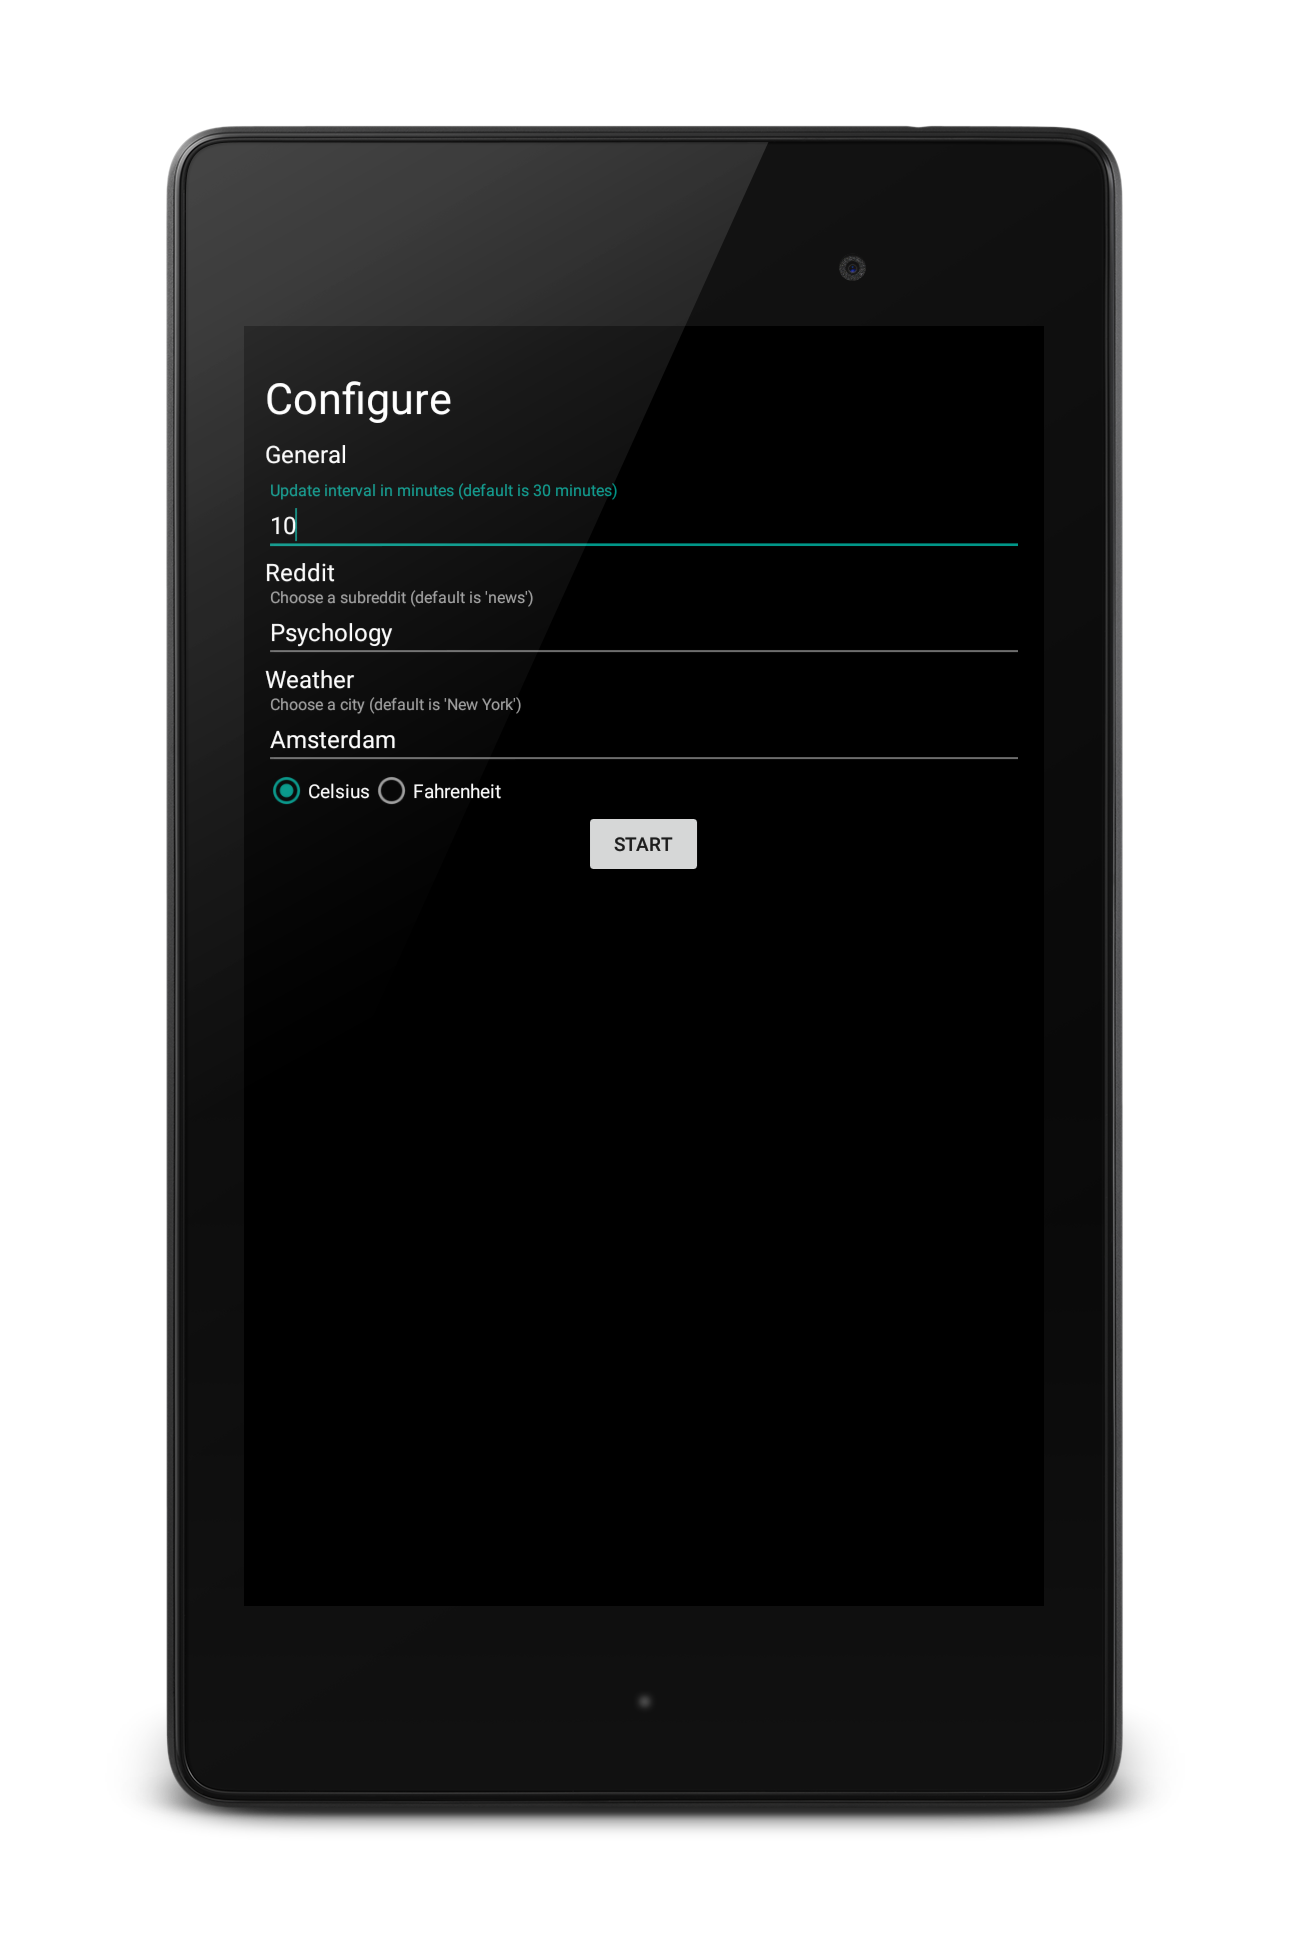 Configure
General
Update interval in minutes (default is 30 minutes)
10
Reddit
Choose a subreddit (default is 'news')
Psychology
Weather
Choose a city (default is 'New York')
Amsterdam
Celsius Fahrenheit
START